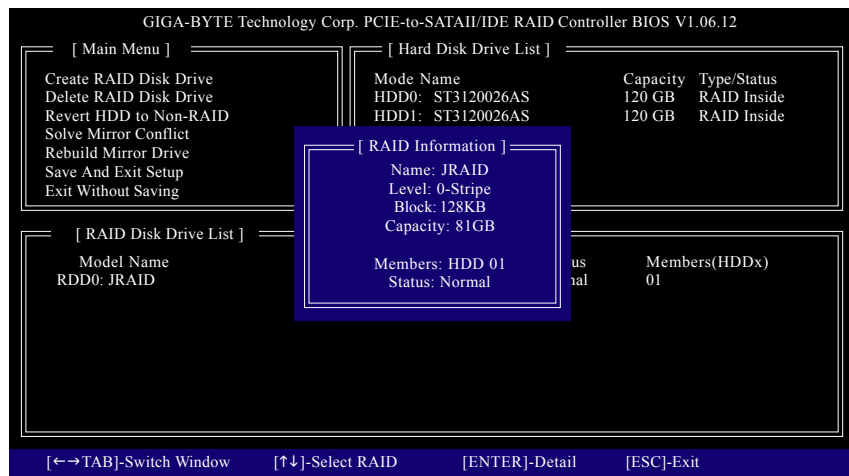 GIGA-BYTE Technology Corp. PCIE-to-SATAII/IDE RAID Controller BIOS V1.06.12
[ Main Menu ]
Create RAID Disk Drive
Delete RAID Disk Drive
Revert HDD to Non-RAID
Solve Mirror Conflict
Rebuild Mirror Drive
Save And Exit Setup
Exit Without Saving
[ Hard Disk Drive List ]
Mode Name Capacity Type/Status
HDD0: ST3120026AS 120 GB RAID Inside
HDD1: ST3120026AS 120 GB RAID Inside
[ RAID Information ]
Name: JRAID
Level: 0-Stripe
Block: 128KB
Capacity: 81GB
Members: HDD 01
Status: Normal
[ RAID Disk Drive List ]
Model Name Members(HDDx)
RDD0: JRAID 01
[←→TAB]-Switch Window [↑↓]-Select RAID [ENTER]-Detail [ESC]-Exit